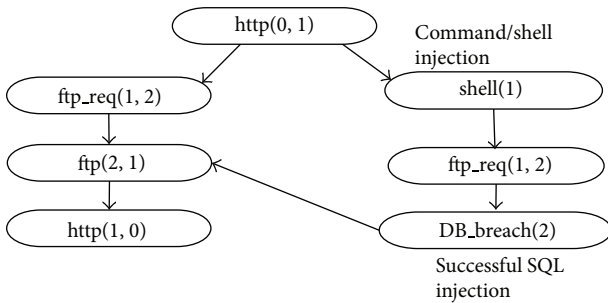 http(0, 1)
Command/shell
injection
ftp_req(1, 2)
shell(1)
ftp(2, 1)
ftp_req(1, 2)
http(1, 0)
DB_breach(2)
Successful SQL
injection